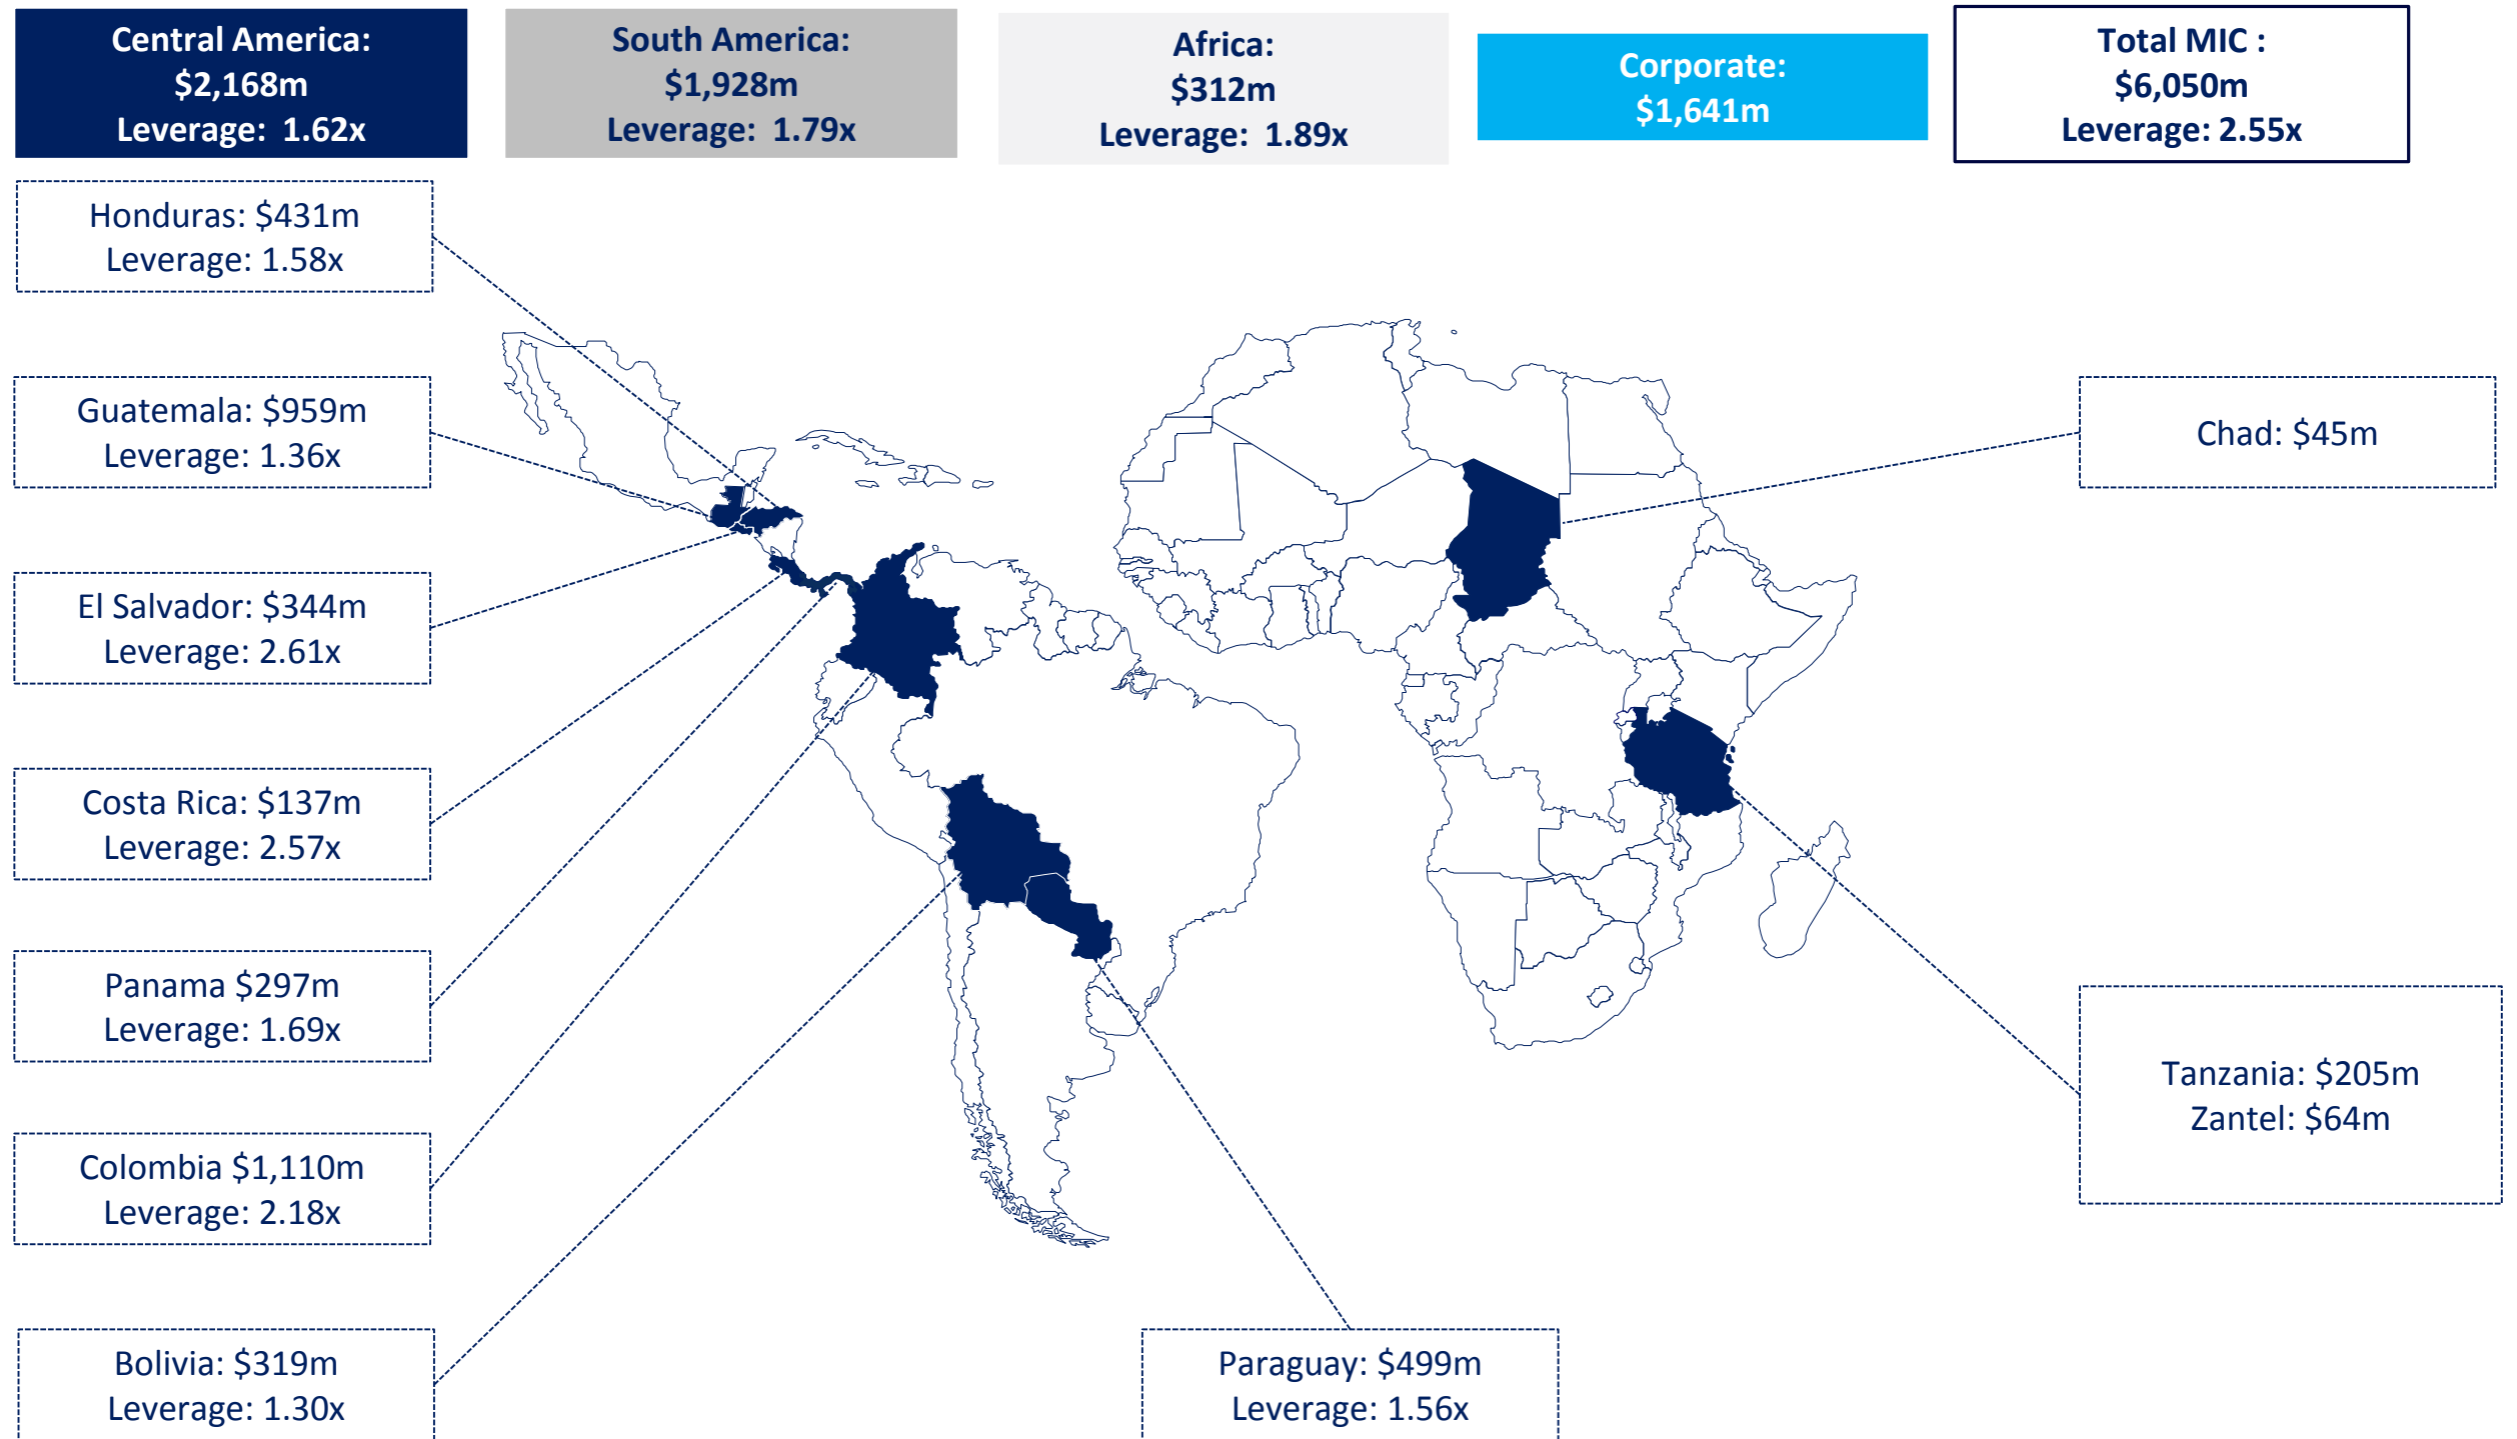 Central America:
$2,168m
Leverage:  1.62x
South America:
$1,928m
Leverage:  1.79x
Africa:
$312m
Leverage:  1.89x
Corporate:
$1,641m
Total MIC :
$6,050m
Leverage: 2.55x
Honduras: $431m
Leverage: 1.58x
Guatemala: $959m
Leverage: 1.36x
El Salvador: $344m
Leverage: 2.61x
Costa Rica: $137m
Leverage: 2.57x
Panama $297m
Leverage: 1.69x
Colombia $1,110m
Leverage: 2.18x
Bolivia: $319m
Leverage: 1.30x
Paraguay: $499m
Leverage: 1.56x
Chad: $45m
Tanzania: $205m
Zantel: $64m